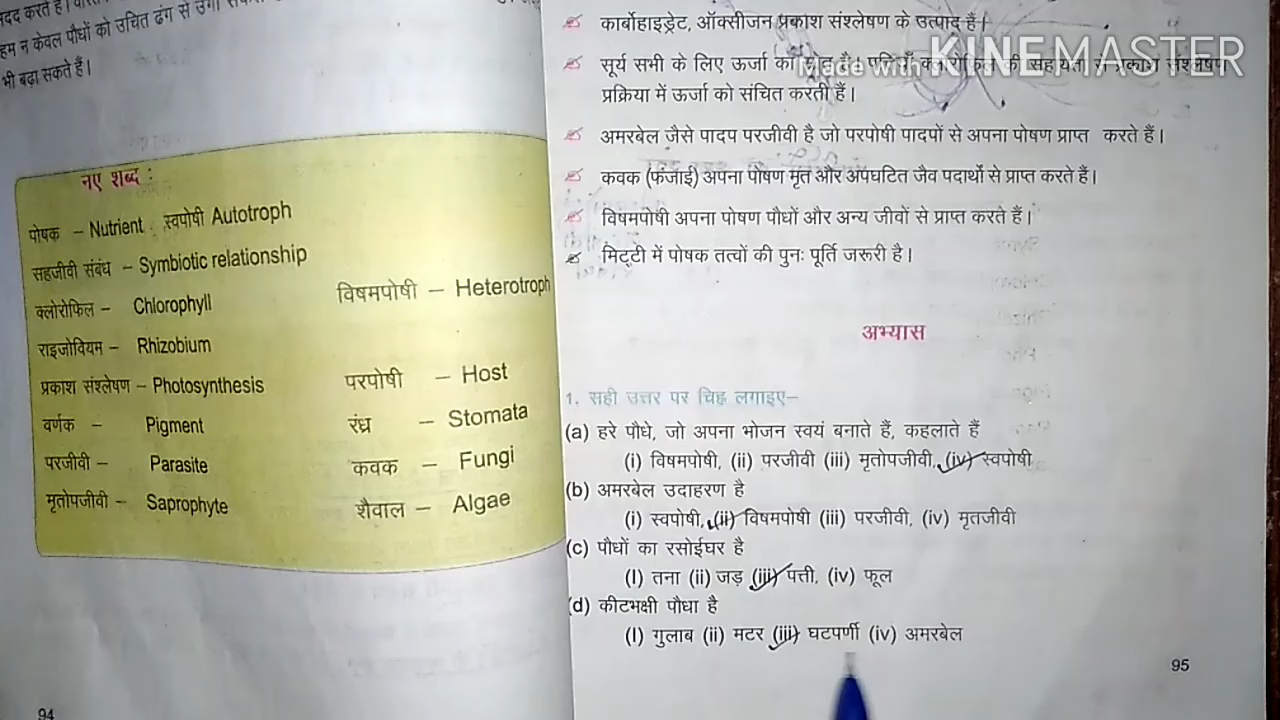 मदद करते हैं।
हम न केवल पौधों को उचित ढंग से उगा
भी बढ़ा सकते हैं।
नए शब्द :
पोषक – Nutrient स्वपोषी Autotroph
सहजीवी संबंध – Symbiotic relationship
क्लोरोफिल – Chlorophyll
विषमपोषी – Heterotroph
राइजोवियम – Rhizobium
प्रकाश संश्लेषण – Photosynthesis
परपोषी – Host
वर्णक – Pigment
रंध्र – Stomata
परजीवी – Parasite
कवक – Fungi
मृतोपजीवी – Saprophyte
शैवाल – Algae
94
कार्बोहाइड्रेट, ऑक्सीजन प्रकाश संश्लेषण के उत्पाद हैं।
सूर्य सभी के लिए ऊर्जा का स्रोत है। प्रकाश संश्लेषण
Made with KINEMASTER
प्रक्रिया में ऊर्जा को संचित करती हैं।
अमरबेल जैसे पादप परजीवी है जो परपोषी पादपों से अपना पोषण प्राप्त करते हैं।
कवक (फंजाई) अपना पोषण मृत और अपघटित जैव पदार्थों से प्राप्त करते हैं।
विषमपोषी अपना पोषण पौधों और अन्य जीवों से प्राप्त करते हैं।
मिट्टी में पोषक तत्वों की पुनः पूर्ति जरूरी है।
अभ्यास
1. सही उत्तर पर चिह्न लगाइए–
(a) हरे पौधे, जो अपना भोजन स्वयं बनाते हैं, कहलाते हैं
(i) विषमपोषी, (ii) परजीवी (iii) मृतोपजीवी, (iv) स्वपोषी
(b) अमरबेल उदाहरण है
(i) स्वपोषी, (ii) विषमपोषी (iii) परजीवी, (iv) मृतजीवी
(c) पौधों का रसोईघर है
(I) तना (ii) जड़ (iii) पत्ती, (iv) फूल
(d) कीटभक्षी पौधा है
(I) गुलाब (ii) मटर (iii) घटपर्णी (iv) अमरबेल
95